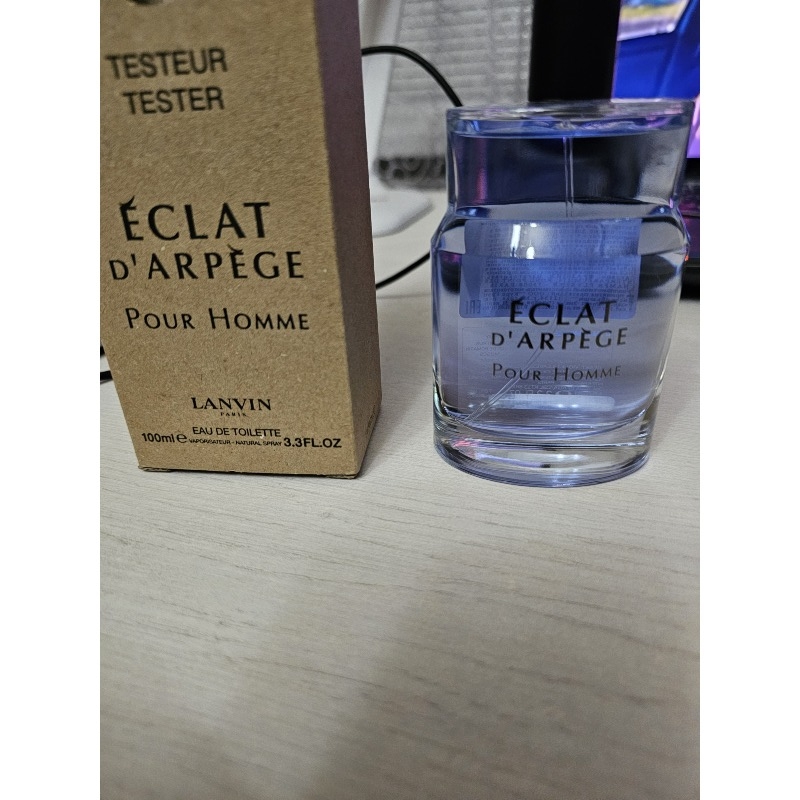 TESTEUR
TESTER
ÉCLAT
D'ARPÈGE
POUR HOMME
LANVIN
PARIS
EAU DE TOILETTE
100ml e VAPORISATEUR - NATURAL SPRAY 3.3FL.OZ
ÉCLAT
D'ARPÈGE
POUR HOMME